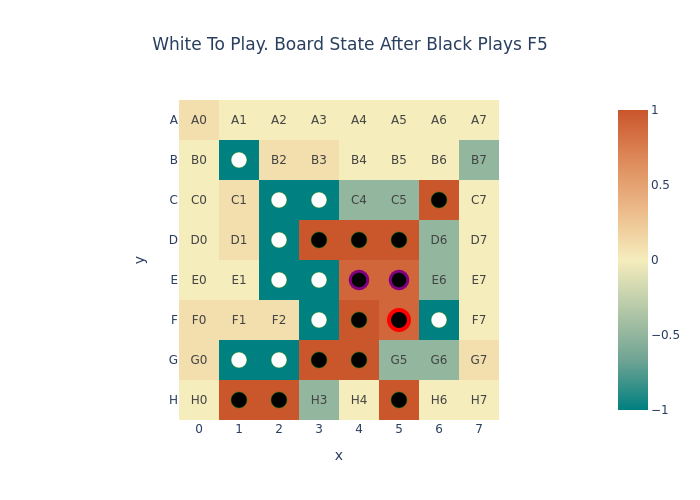 White To Play. Board State After Black Plays F5
A A0 A1 A2 A3 A4 A5 A6 A7
B B0 B2 B3 B4 B5 B6 B7
C C0 C1 C4 C5 C7
D D0 D1 D6 D7
E E0 E1 E6 E7
F F0 F1 F2 F7
G G0 G5 G6 G7
H H0 H3 H4 H6 H7
0 1 2 3 4 5 6 7
x
y
1
0.5
0
−0.5
−1